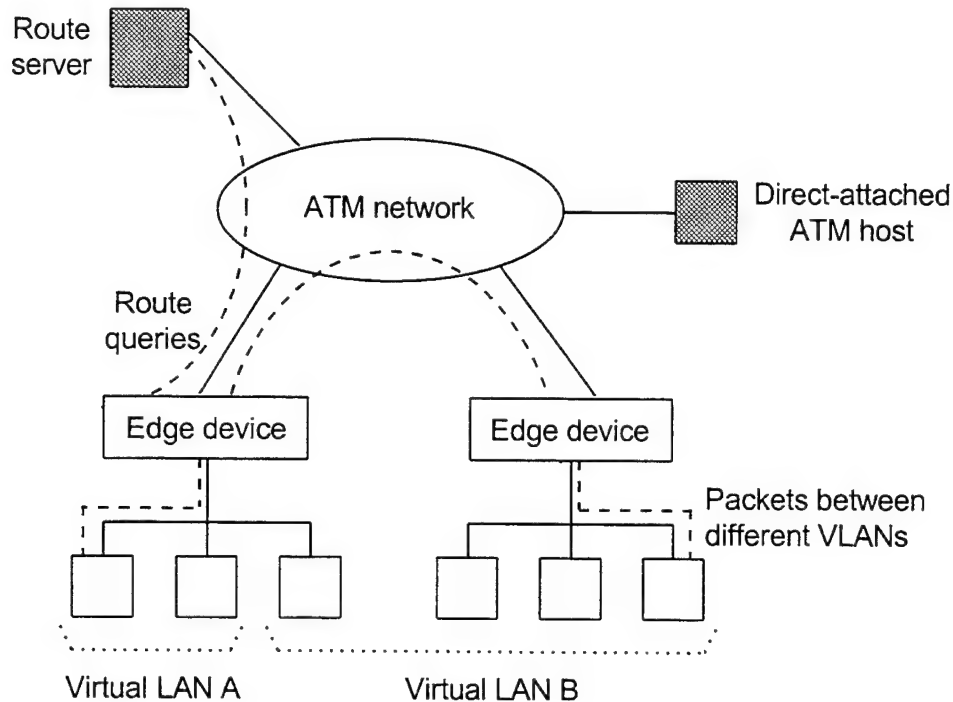 Route
server
ATM network
Direct-attached
ATM host
Route
queries
Edge device
Edge device
Packets between
different VLANs
Virtual LAN A
Virtual LAN B